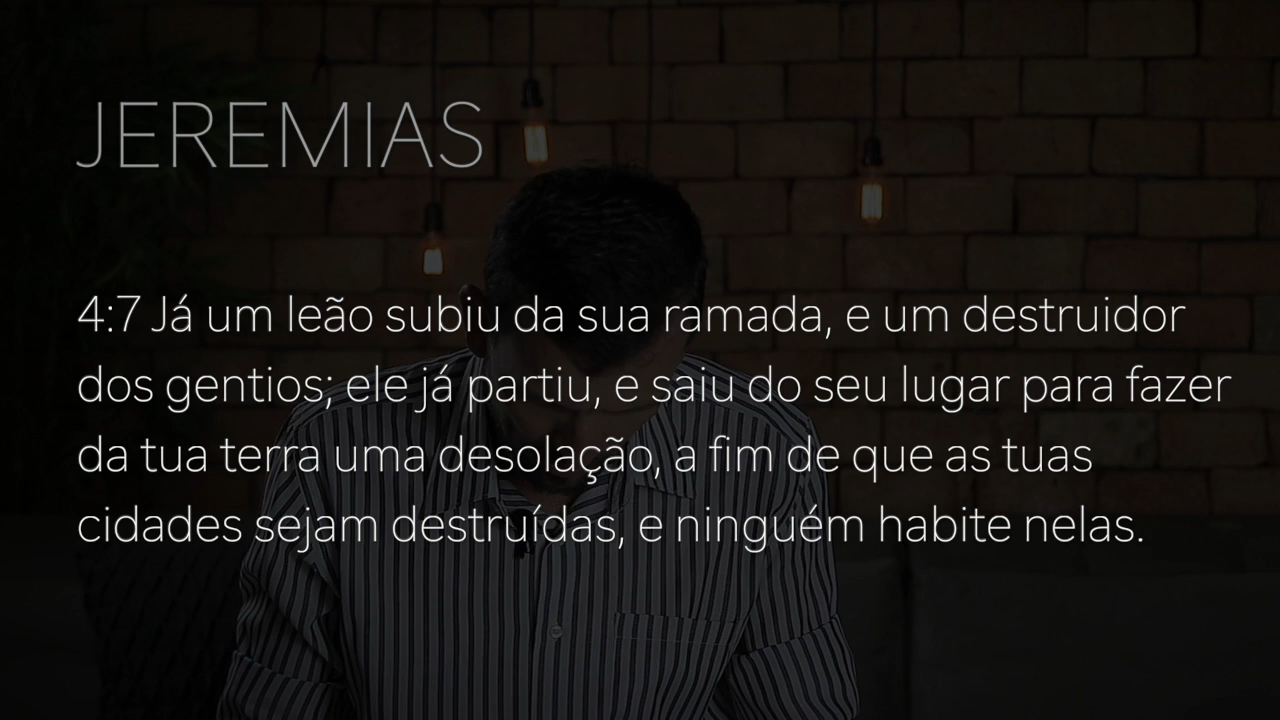 JEREMIAS
4:7 Já um leão subiu da sua ramada, e um destruidor
dos gentios; ele já partiu, e saiu do seu lugar para fazer
da tua terra uma desolação, a fim de que as tuas
cidades sejam destruídas, e ninguém habite nelas.